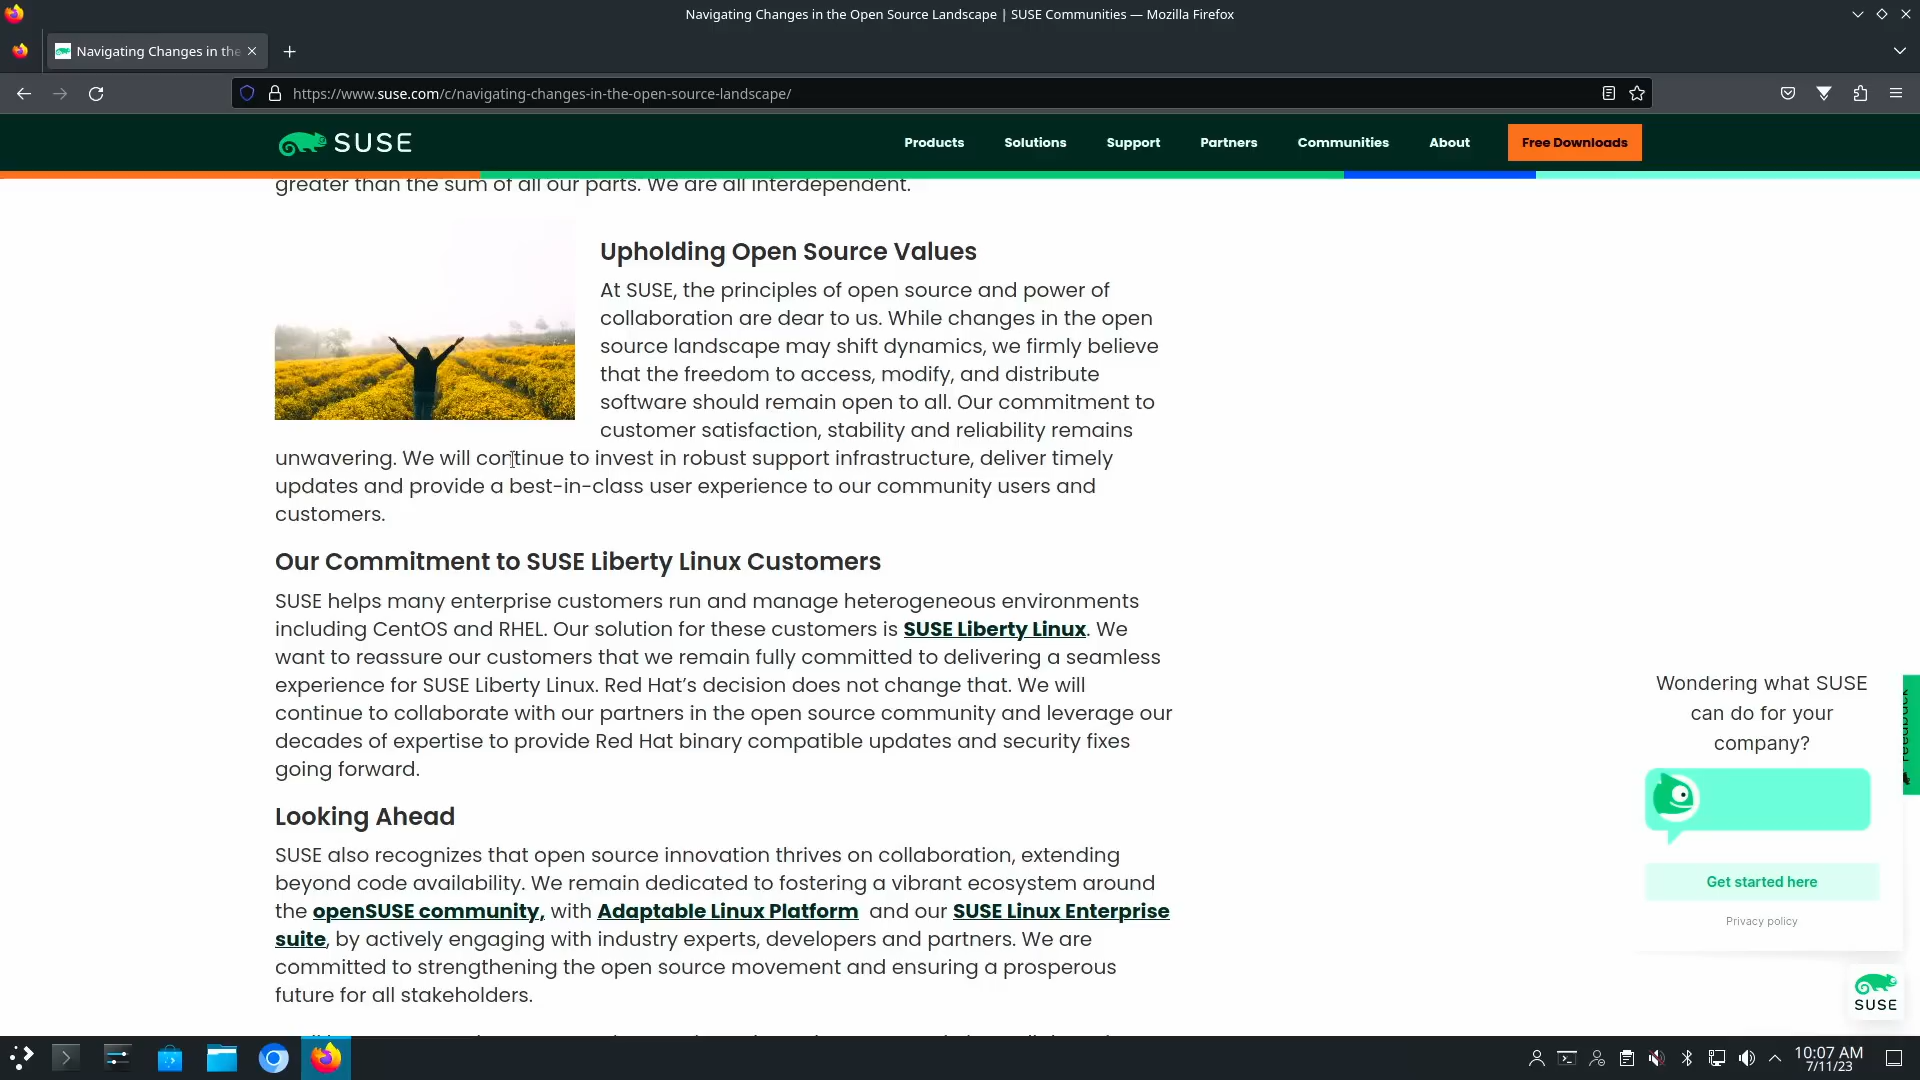 Navigating Changes in the Open Source Landscape | SUSE Communities — Mozilla Firefox
Navigating Changes in the
https://www.suse.com/c/navigating-changes-in-the-open-source-landscape/
SUSE
Products
Solutions
Support
Partners
Communities
About
Free Downloads
greater than the sum of all our parts. We are all interdependent.
Upholding Open Source Values
At SUSE, the principles of open source and power of
collaboration are dear to us. While changes in the open
source landscape may shift dynamics, we firmly believe
that the freedom to access, modify, and distribute
software should remain open to all. Our commitment to
customer satisfaction, stability and reliability remains
unwavering. We will continue to invest in robust support infrastructure, deliver timely
updates and provide a best-in-class user experience to our community users and
customers.
Our Commitment to SUSE Liberty Linux Customers
SUSE helps many enterprise customers run and manage heterogeneous environments
including CentOS and RHEL. Our solution for these customers is SUSE Liberty Linux. We
want to reassure our customers that we remain fully committed to delivering a seamless
experience for SUSE Liberty Linux. Red Hat’s decision does not change that. We will
continue to collaborate with our partners in the open source community and leverage our
decades of expertise to provide Red Hat binary compatible updates and security fixes
going forward.
Looking Ahead
SUSE also recognizes that open source innovation thrives on collaboration, extending
beyond code availability. We remain dedicated to fostering a vibrant ecosystem around
the openSUSE community, with Adaptable Linux Platform and our SUSE Linux Enterprise
suite, by actively engaging with industry experts, developers and partners. We are
committed to strengthening the open source movement and ensuring a prosperous
future for all stakeholders.
Wondering what SUSE
can do for your
company?
Get started here
Privacy policy
Feedback
SUSE
10:07 AM
7/11/23